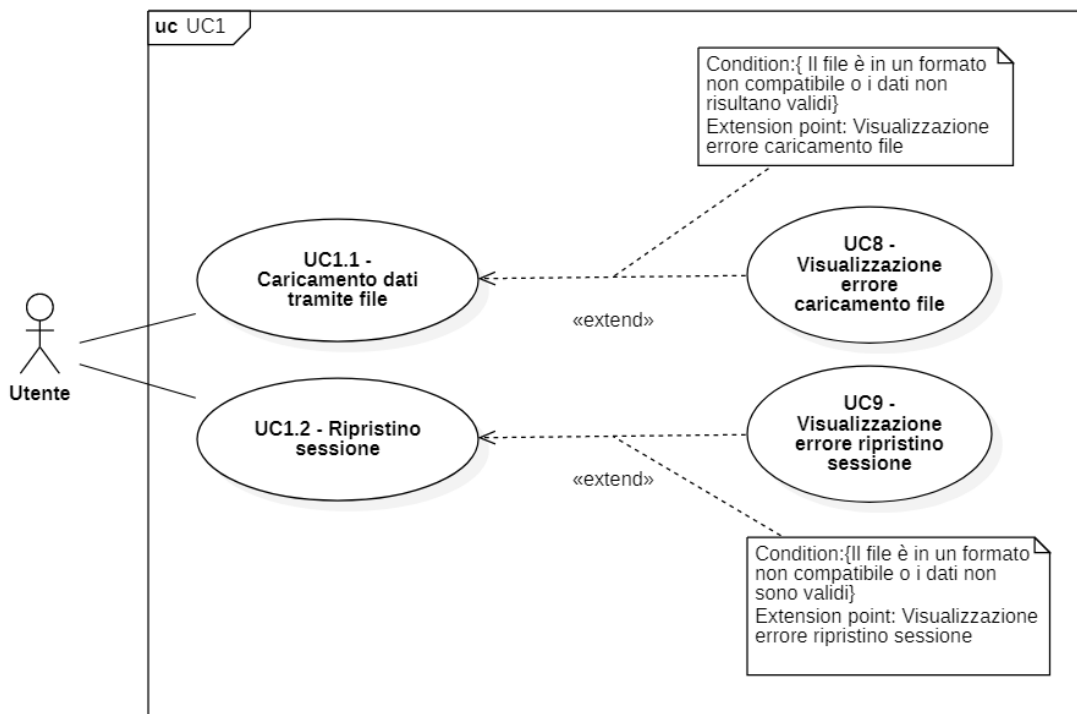 uc UC1
Condition:{ Il file è in un formato
non compatibile o i dati non
risultano validi}
Extension point: Visualizzazione
errore caricamento file
UC1.1 -
Caricamento dati
tramite file
UC8 -
Visualizzazione
errore
caricamento file
«extend»
Utente
UC1.2 - Ripristino
sessione
UC9 -
Visualizzazione
errore ripristino
sessione
«extend»
Condition:{Il file è in un formato
non compatibile o i dati non
sono validi}
Extension point: Visualizzazione
errore ripristino sessione